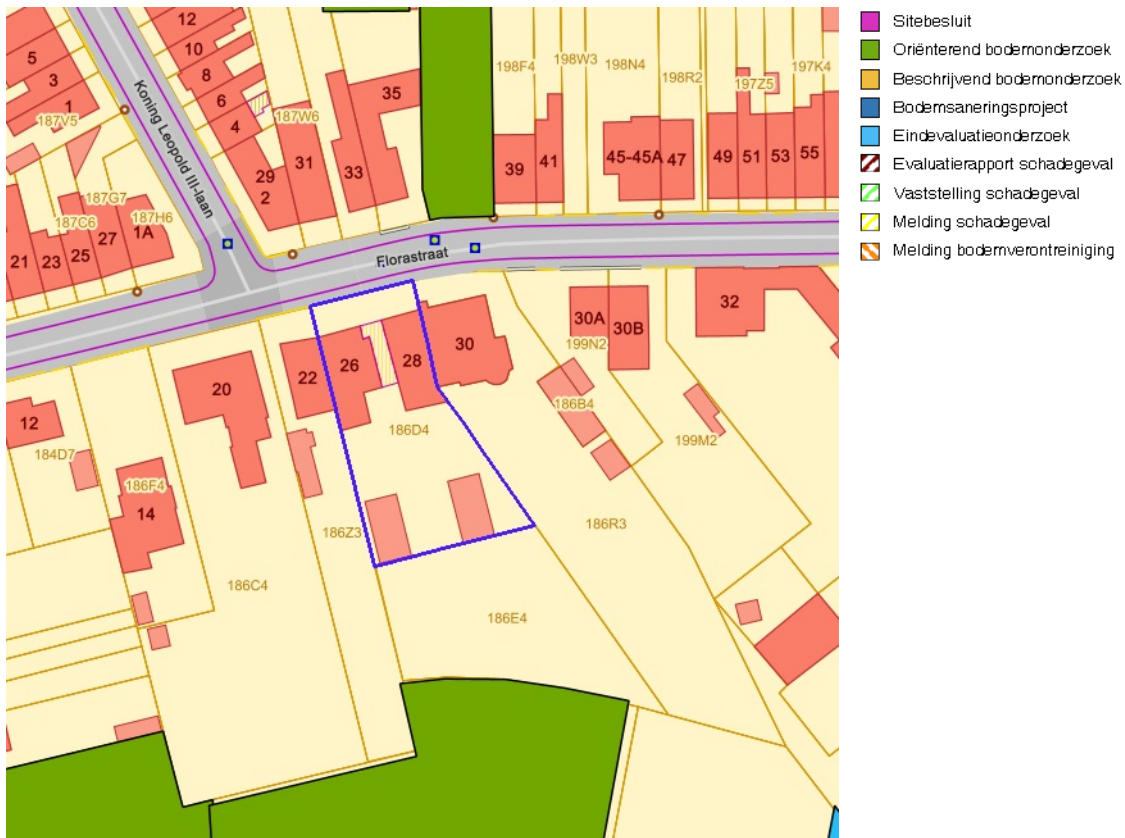 12
10
8
6
4
5
3
1
187V5
187W6
35
31
33
29
2
Koning Leopold III-laan
187G7
187C6
187H6
1A
27
25
23
21
198F4
198W3
198N4
198R2
197Z5
197K4
39
41
45-45A
47
49
51
53
55
Florastraat
32
30A
30B
199N2
30
28
26
22
20
12
184D7
186F4
14
186D4
186B4
199M2
186Z3
186R3
186C4
186E4
Sitebesluit
Oriënterend bodemonderzoek
Beschrijvend bodemonderzoek
Bodemsaneringsproject
Eindevaluatieonderzoek
Evaluatierapport schadegeval
Vaststelling schadegeval
Melding schadegeval
Melding bodemverontreiniging